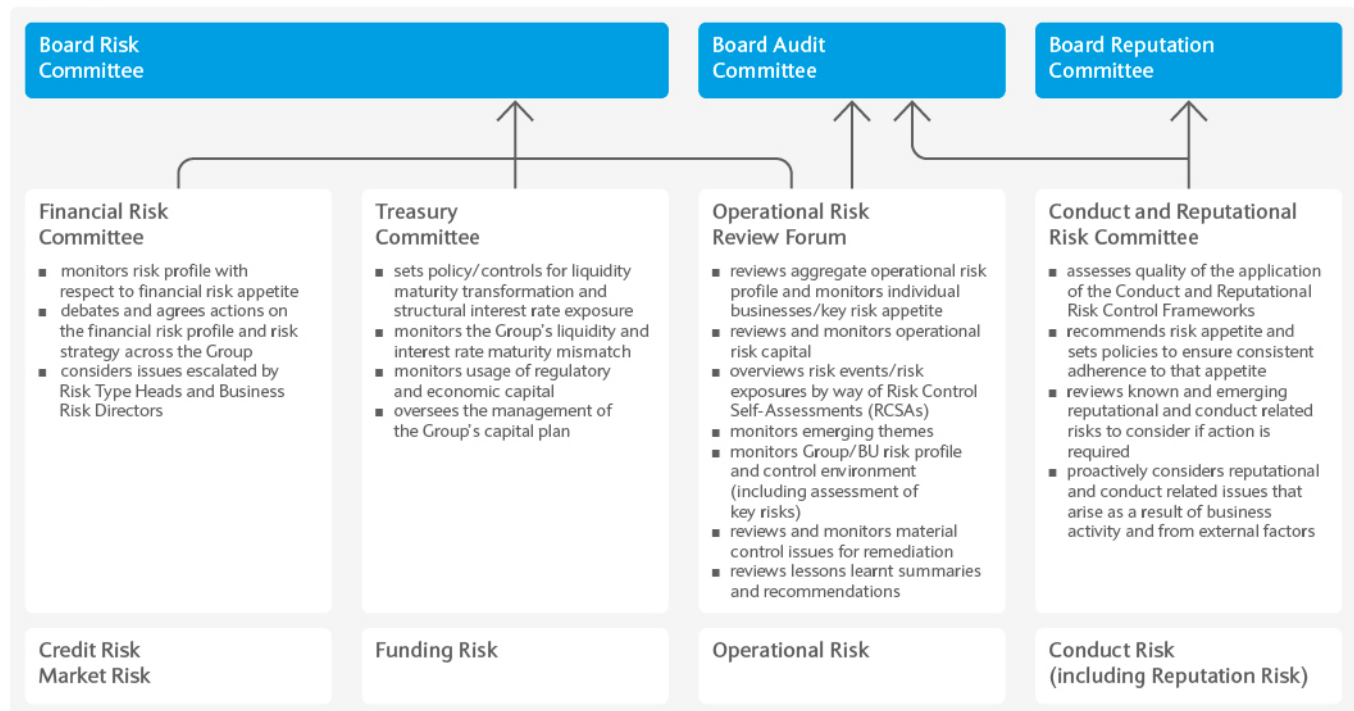 Board Risk
Committee
Board Audit
Committee
Board Reputation
Committee
Financial Risk
Committee
■ monitors risk profile with
respect to financial risk appetite
■ debates and agrees actions on
the financial risk profile and risk
strategy across the Group
■ considers issues escalated by
Risk Type Heads and Business
Risk Directors
Treasury
Committee
■ sets policy/controls for liquidity
maturity transformation and
structural interest rate exposure
■ monitors the Group's liquidity and
interest rate maturity mismatch
■ monitors usage of regulatory
and economic capital
■ oversees the management of
the Group's capital plan
Operational Risk
Review Forum
■ reviews aggregate operational risk
profile and monitors individual
businesses/key risk appetite
■ reviews and monitors operational
risk capital
■ overviews risk events/risk
exposures by way of Risk Control
Self-Assessments (RCSAs)
■ monitors emerging themes
■ monitors Group/BU risk profile
and control environment
(including assessment of
key risks)
■ reviews and monitors material
control issues for remediation
■ reviews lessons learnt summaries
and recommendations
Conduct and Reputational
Risk Committee
■ assesses quality of the application
of the Conduct and Reputational
Risk Control Frameworks
■ recommends risk appetite and
sets policies to ensure consistent
adherence to that appetite
■ reviews known and emerging
reputational and conduct related
risks to consider if action is
required
■ proactively considers reputational
and conduct related issues that
arise as a result of business
activity and from external factors
Credit Risk
Market Risk
Funding Risk
Operational Risk
Conduct Risk
(including Reputation Risk)